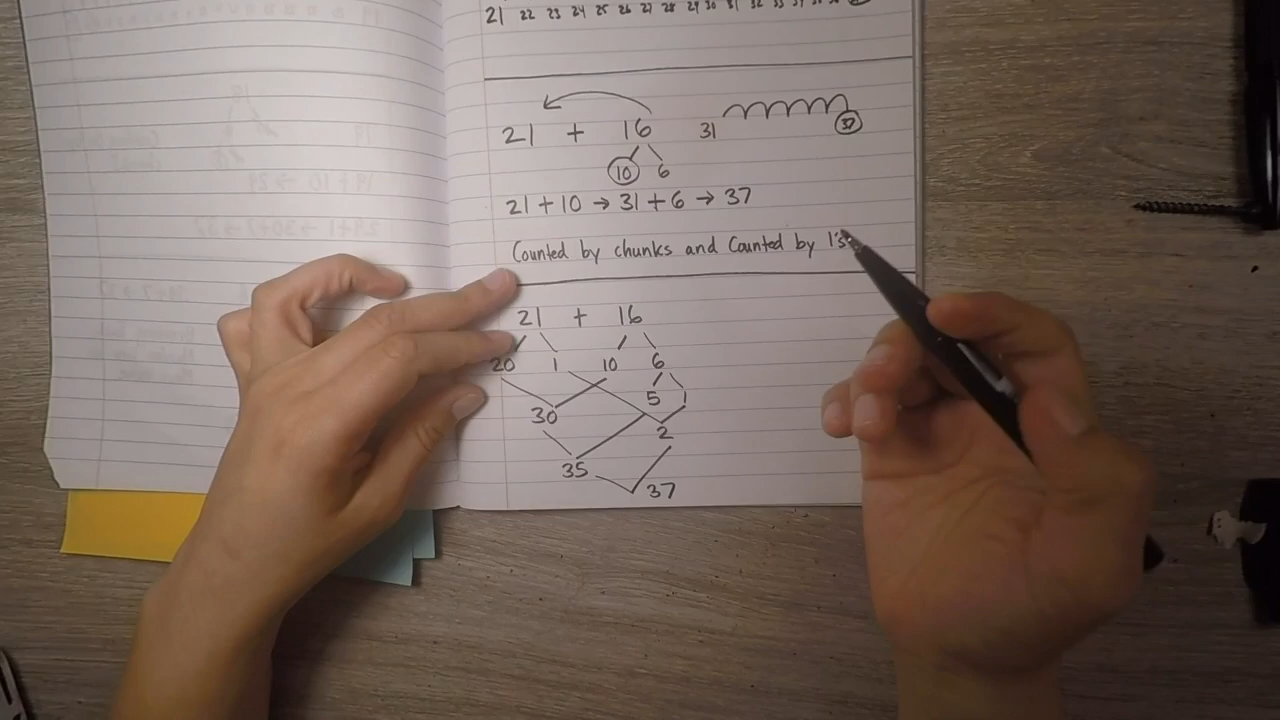 21 22 23 24 25 26 27 28 29 30 31 32 33
21 + 16 31 37
10 6
21 + 10 → 31 + 6 → 37
Counted by chunks and Counted by 1's
21 + 16
20 1 10 6
5 1
30
2
35
37